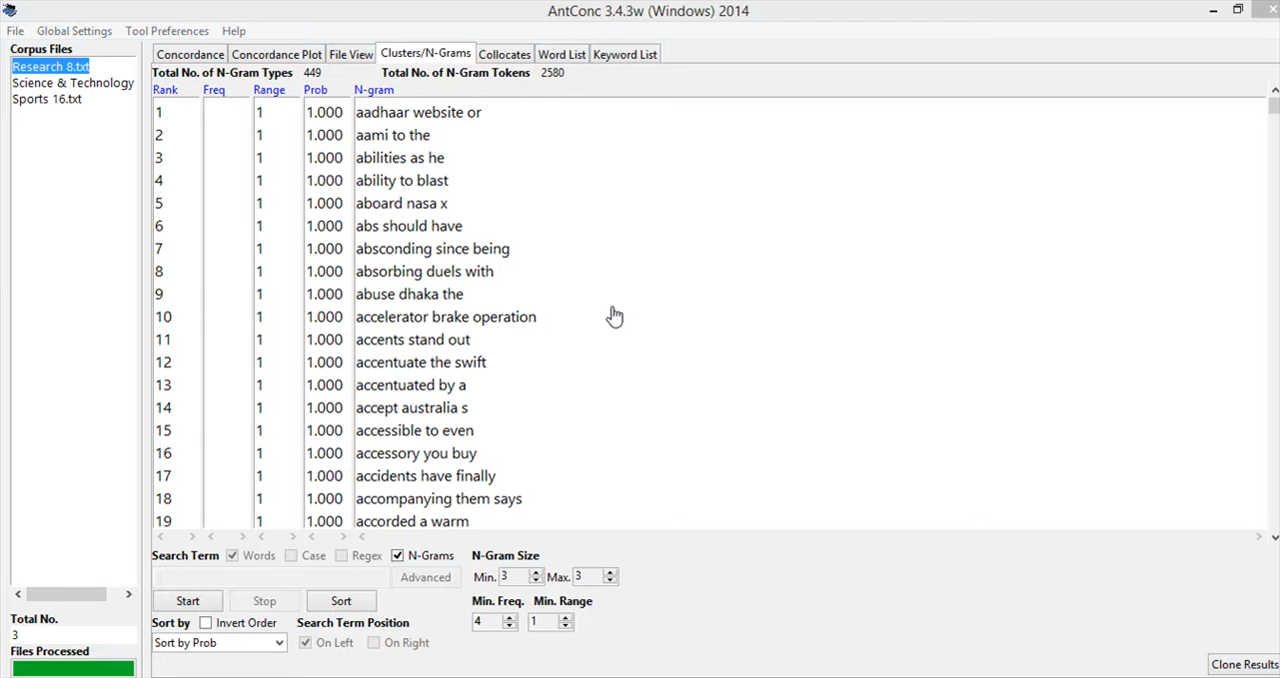 AntConc 3.4.3w (Windows) 2014
File Global Settings Tool Preferences Help
Corpus Files
Research 8.txt
Science & Technology
Sports 16.txt
Concordance Concordance Plot File View Clusters/N-Grams Collocates Word List Keyword List
Total No. of N-Gram Types 449 Total No. of N-Gram Tokens 2580
Rank Freq Range Prob N-gram
1 1 1.000 aadhaar website or
2 1 1.000 aami to the
3 1 1.000 abilities as he
4 1 1.000 ability to blast
5 1 1.000 aboard nasa x
6 1 1.000 abs should have
7 1 1.000 absconding since being
8 1 1.000 absorbing duels with
9 1 1.000 abuse dhaka the
10 1 1.000 accelerator brake operation
11 1 1.000 accents stand out
12 1 1.000 accentuate the swift
13 1 1.000 accentuated by a
14 1 1.000 accept australia s
15 1 1.000 accessible to even
16 1 1.000 accessory you buy
17 1 1.000 accidents have finally
18 1 1.000 accompanying them says
19 1 1.000 accorded a warm
Search Term Words Case Regex N-Grams N-Gram Size
Advanced Min. 3 Max. 3
Start Stop Sort Min. Freq. Min. Range
Sort by Invert Order Search Term Position 4 1
Sort by Prob On Left On Right
Total No.
3
Files Processed
Clone Results